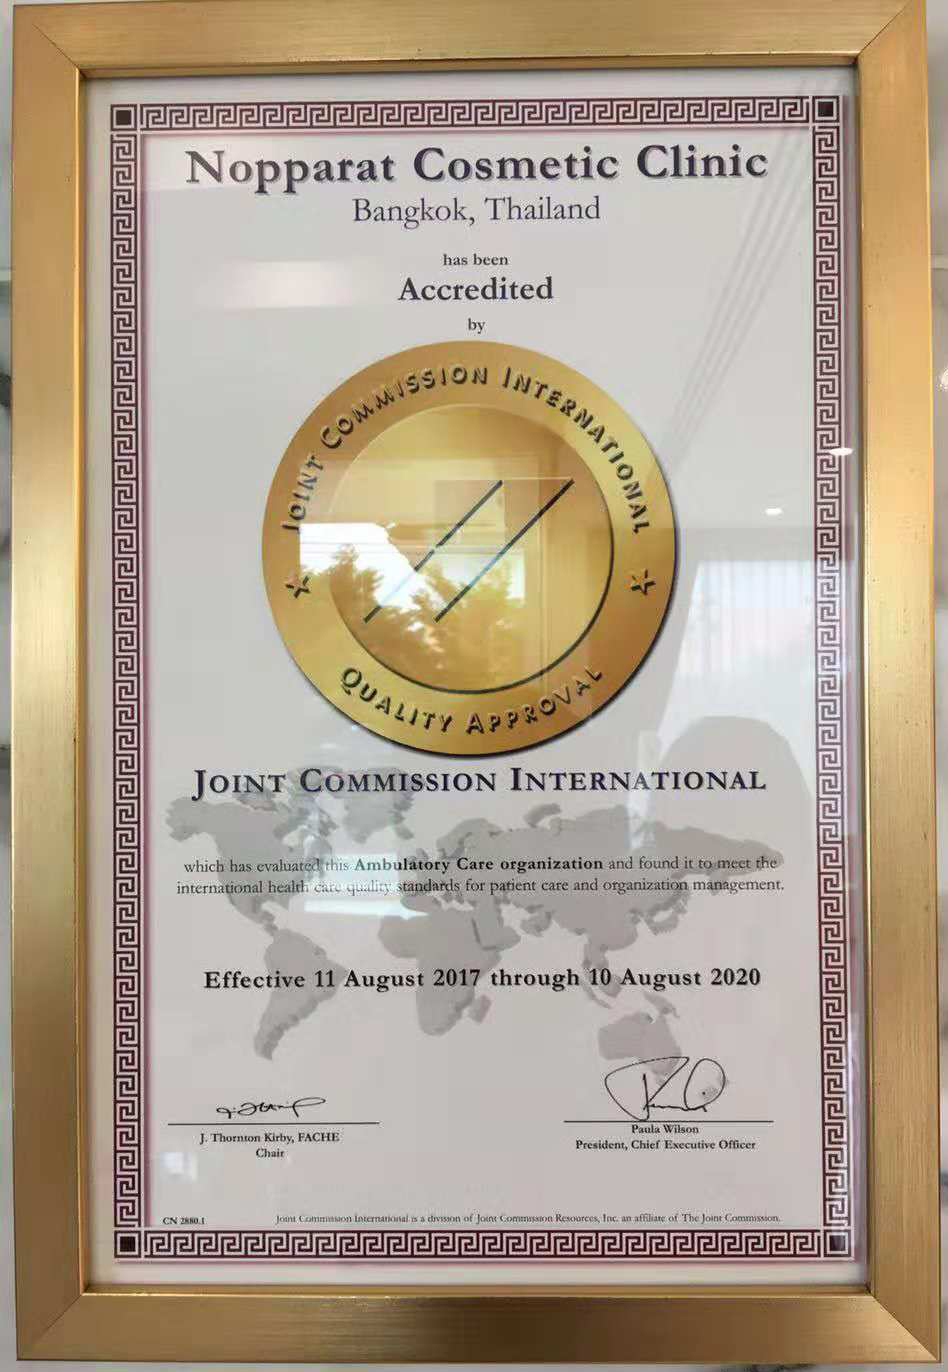 Nopparat Cosmetic Clinic
Bangkok, Thailand
has been
Accredited
by
JOINT COMMISSION INTERNATIONAL
QUALITY APPROVAL
JOINT COMMISSION INTERNATIONAL
which has evaluated this Ambulatory Care organization and found it to meet the
international health care quality standards for patient care and organization management.
Effective 11 August 2017 through 10 August 2020
J. Thornton Kirby, FACHE
Chair
Paula Wilson
President, Chief Executive Officer
CN 2880.1
Joint Commission International is a division of Joint Commission Resources, Inc. an affiliate of The Joint Commission.